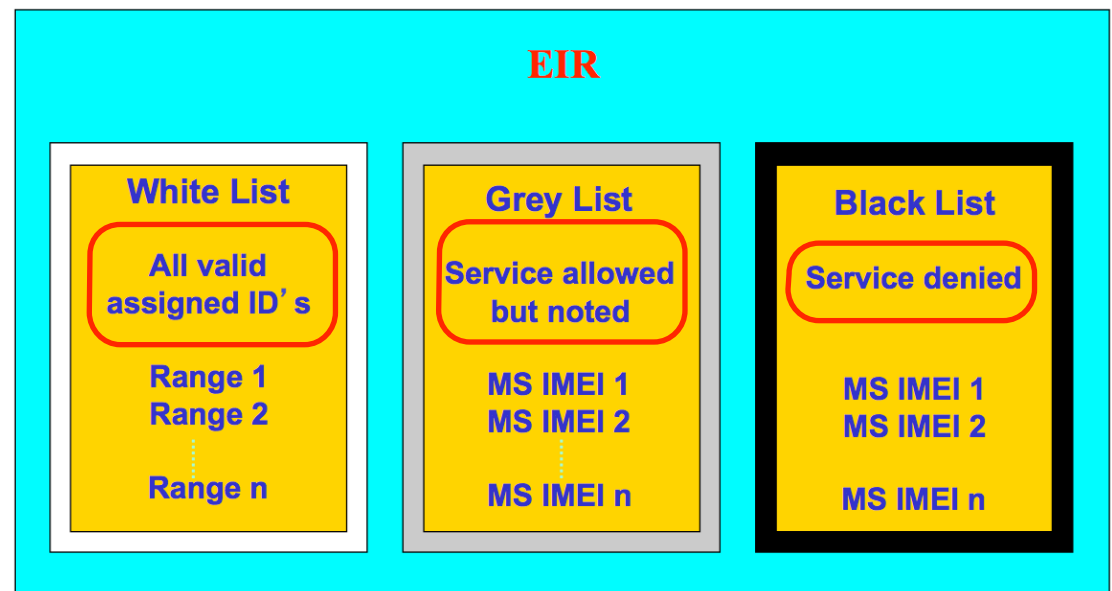 EIR
White List
All valid
assigned ID’ s
Range 1
Range 2
Range n
Grey List
Service allowed
but noted
MS IMEI 1
MS IMEI 2
MS IMEI n
Black List
Service denied
MS IMEI 1
MS IMEI 2
MS IMEI n